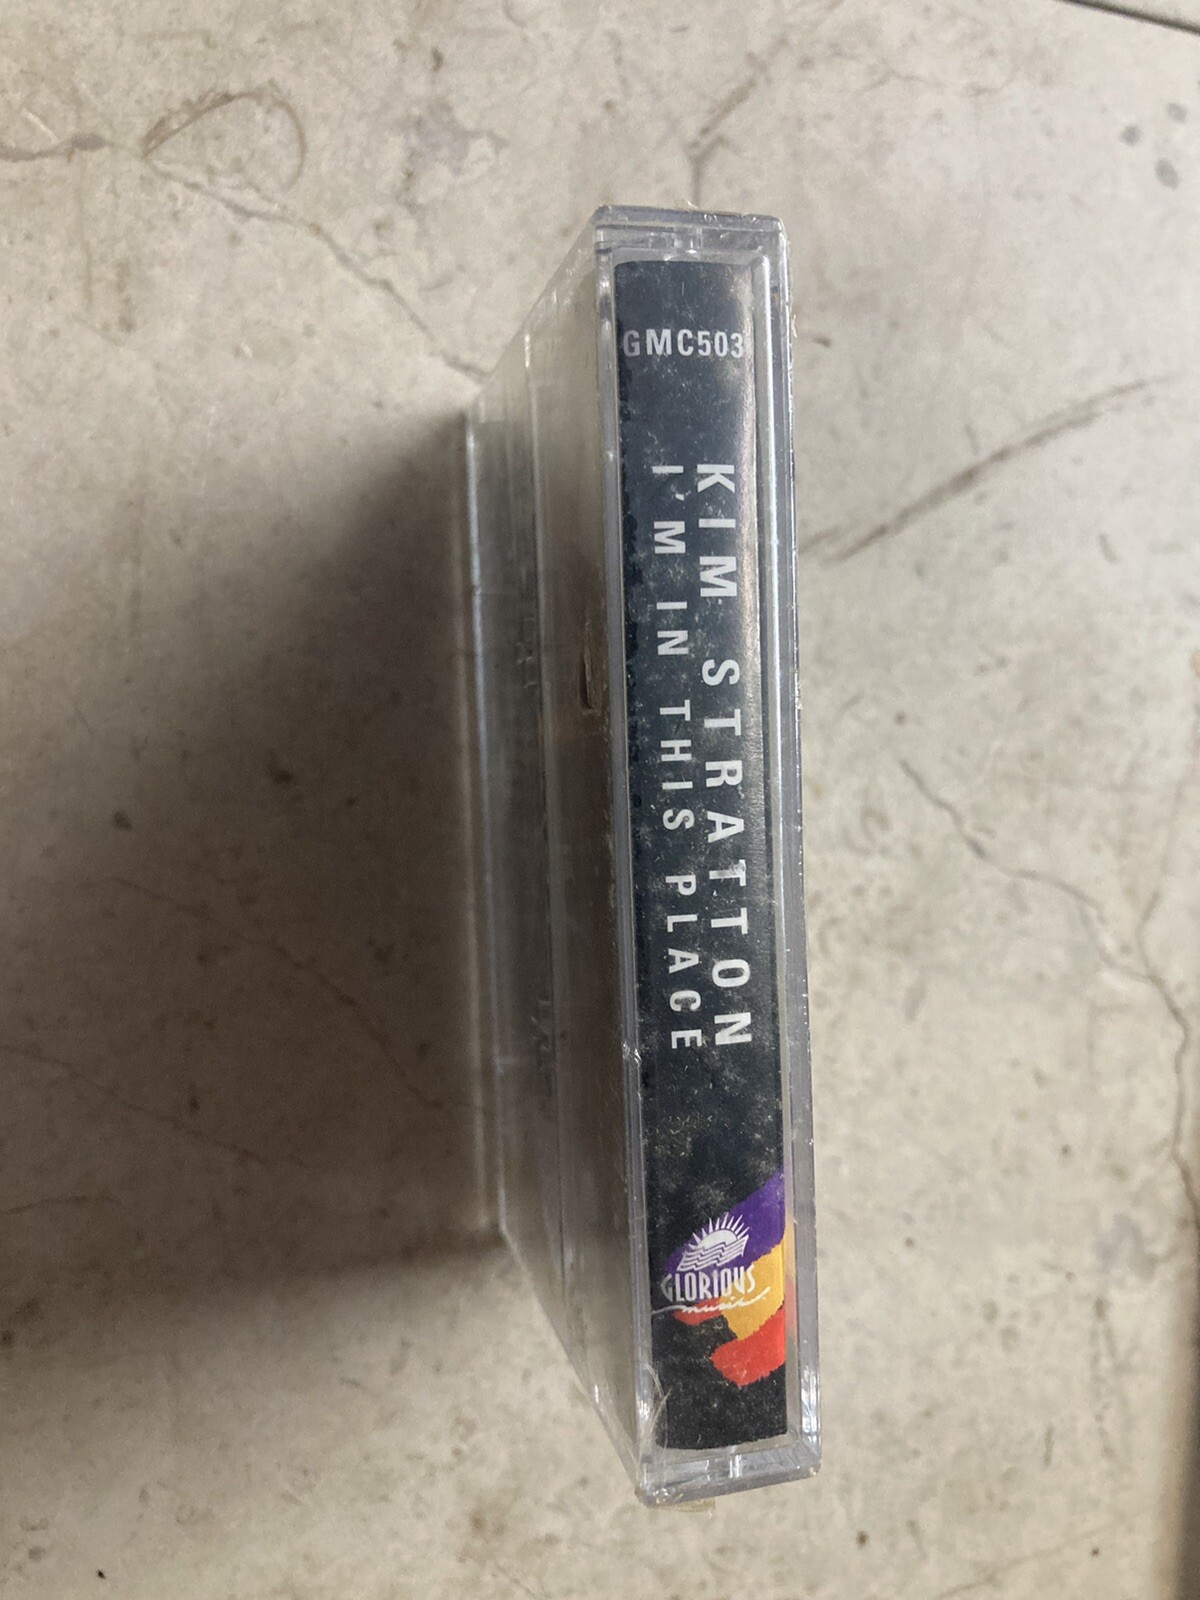 GMC503
KIM STRATTON
I'M IN THIS PLACE
GLORIOUS
music